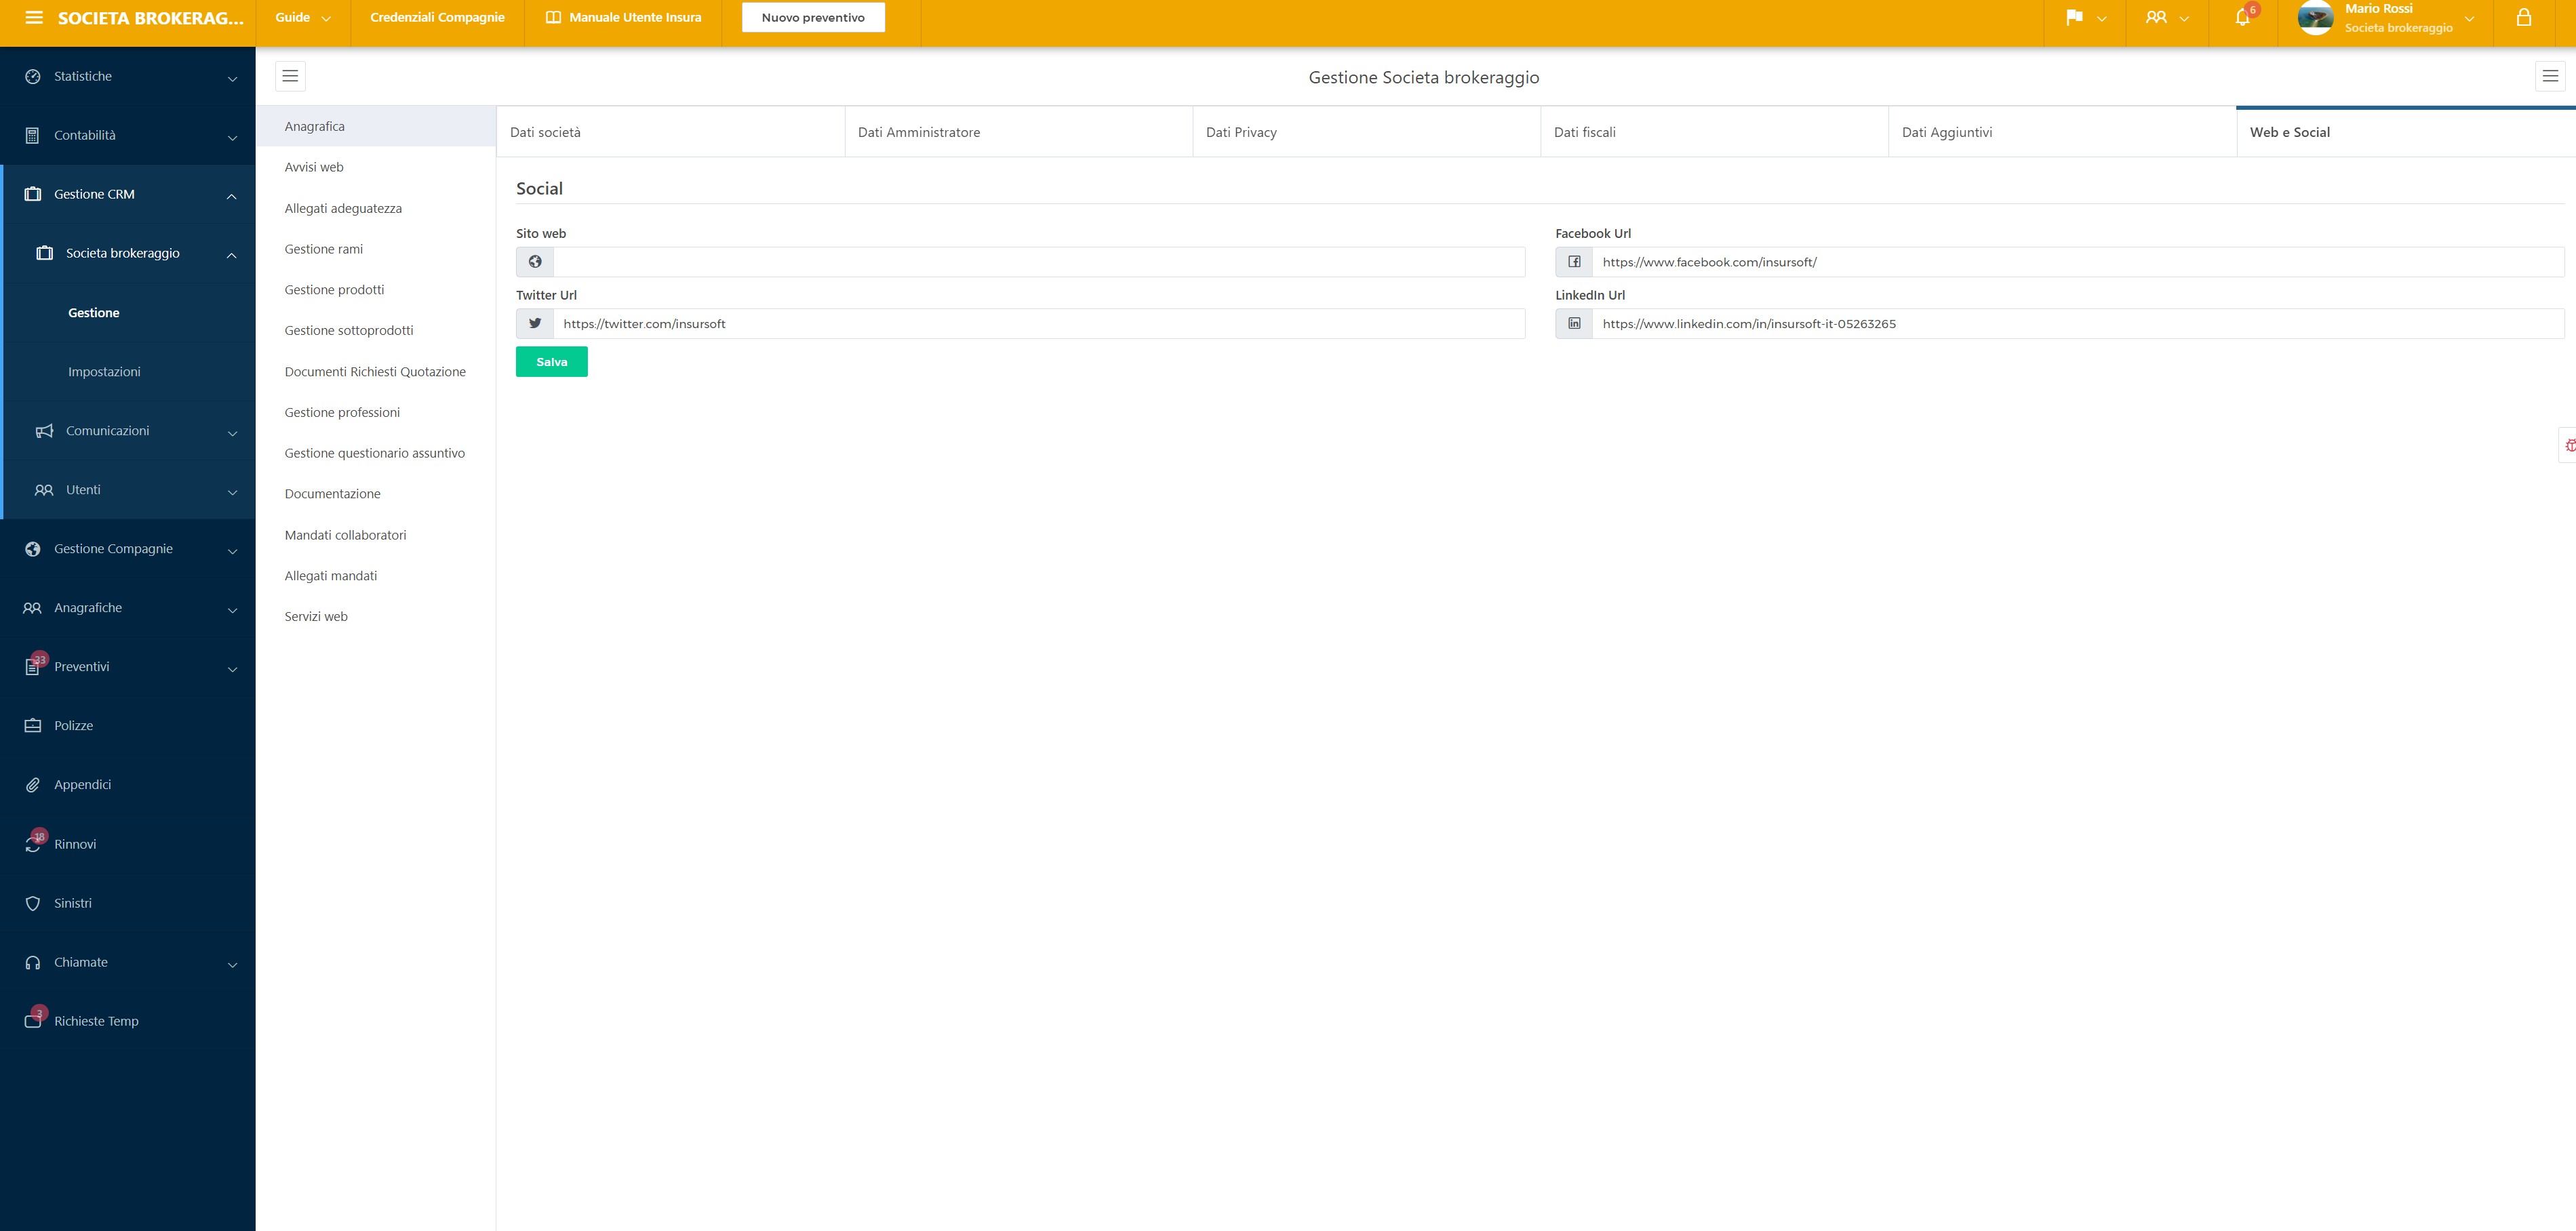 SOCIETA BROKERAG...
Guide
Credenziali Compagnie
Manuale Utente Insura
Nuovo preventivo
6
Mario Rossi
Societa brokeraggio
Statistiche
Contabilità
Gestione CRM
Societa brokeraggio
Gestione
Impostazioni
Comunicazioni
Utenti
Gestione Compagnie
Anagrafiche
33
Preventivi
Polizze
Appendici
18
Rinnovi
Sinistri
Chiamate
3
Richieste Temp
Gestione Societa brokeraggio
Anagrafica
Avvisi web
Allegati adeguatezza
Gestione rami
Gestione prodotti
Gestione sottoprodotti
Documenti Richiesti Quotazione
Gestione professioni
Gestione questionario assuntivo
Documentazione
Mandati collaboratori
Allegati mandati
Servizi web
Dati società
Dati Amministratore
Dati Privacy
Dati fiscali
Dati Aggiuntivi
Web e Social
Social
Sito web
Facebook Url
https://www.facebook.com/insursoft/
Twitter Url
https://twitter.com/insursoft
LinkedIn Url
https://www.linkedin.com/in/insursoft-it-05263265
Salva